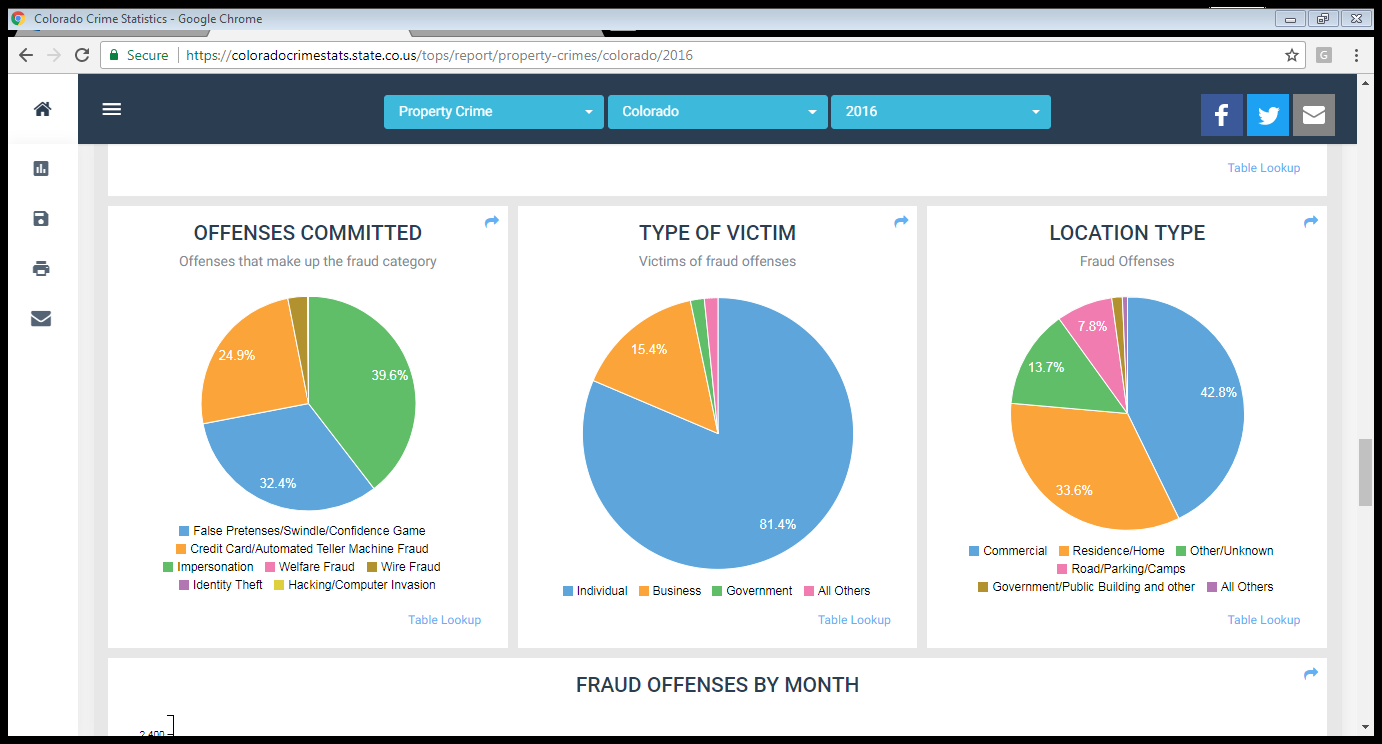 Colorado Crime Statistics - Google Chrome
Secure https://coloradocrimestats.state.co.us/tops/report/property-crimes/colorado/2016
G
Property Crime Colorado 2016
Table Lookup
OFFENSES COMMITTED
Offenses that make up the fraud category
24.9%
39.6%
32.4%
False Pretenses/Swindle/Confidence Game
Credit Card/Automated Teller Machine Fraud
Impersonation Welfare Fraud Wire Fraud
Identity Theft Hacking/Computer Invasion
Table Lookup
TYPE OF VICTIM
Victims of fraud offenses
15.4%
81.4%
Individual Business Government All Others
Table Lookup
LOCATION TYPE
Fraud Offenses
7.8%
13.7%
42.8%
33.6%
Commercial Residence/Home Other/Unknown
Road/Parking/Camps
Government/Public Building and other All Others
Table Lookup
FRAUD OFFENSES BY MONTH
2,400